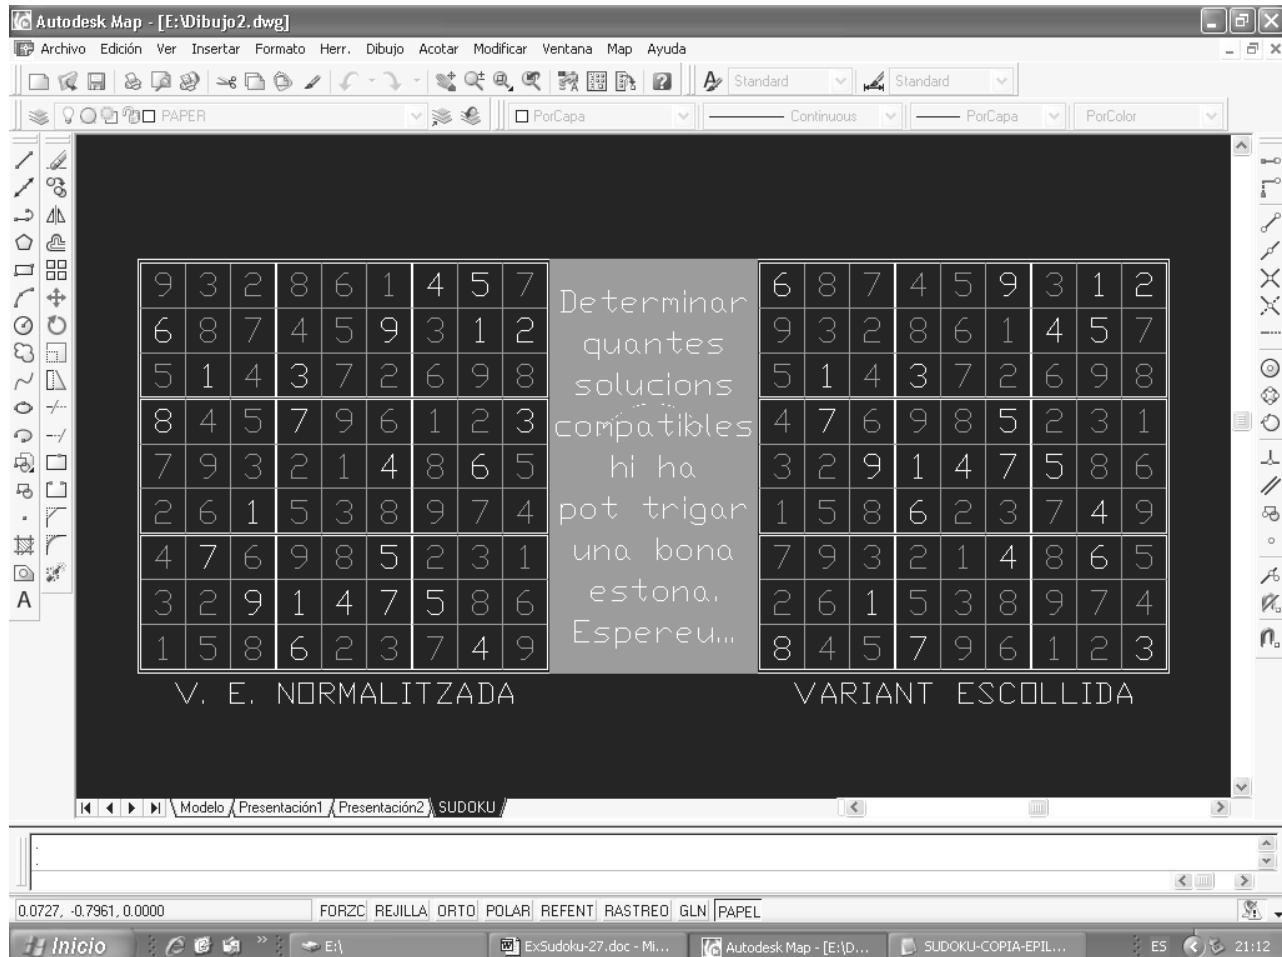 Autodesk Map - [E:\Dibujo2.dwg]
Archivo Edición Ver Insertar Formato Herr. Dibujo Acotar Modificar Ventana Map Ayuda
Standard Standard
PAPER PorCapa Continuous PorCapa PorColor
9 3 2 8 6 1 4 5 7
6 8 7 4 5 9 3 1 2
5 1 4 3 7 2 6 9 8
8 4 5 7 9 6 1 2 3
7 9 3 2 1 4 8 6 5
2 6 1 5 3 8 9 7 4
4 7 6 9 8 5 2 3 1
3 2 9 1 4 7 5 8 6
1 5 8 6 2 3 7 4 9
V. E. NORMALITZADA
Determinar
quantes
solucions
compatibles
hi ha
pot trigar
una bona
estona.
Espereu...
6 8 7 4 5 9 3 1 2
9 3 2 8 6 1 4 5 7
5 1 4 3 7 2 6 9 8
4 7 6 9 8 5 2 3 1
3 2 9 1 4 7 5 8 6
1 5 8 6 2 3 7 4 9
7 9 3 2 1 4 8 6 5
2 6 1 5 3 8 9 7 4
8 4 5 7 9 6 1 2 3
VARIANT ESCOLLIDA
Modelo Presentación1 Presentación2 SUDOKU
0.0727, -0.7961, 0.0000 FORZC REJILLA ORTO POLAR REFENT RASTREO GLN PAPEL
Inicio E:\ ExSudoku-27.doc - Mi... Autodesk Map - [E:\D... SUDOKU-COPIA-EPIL... ES 21:12